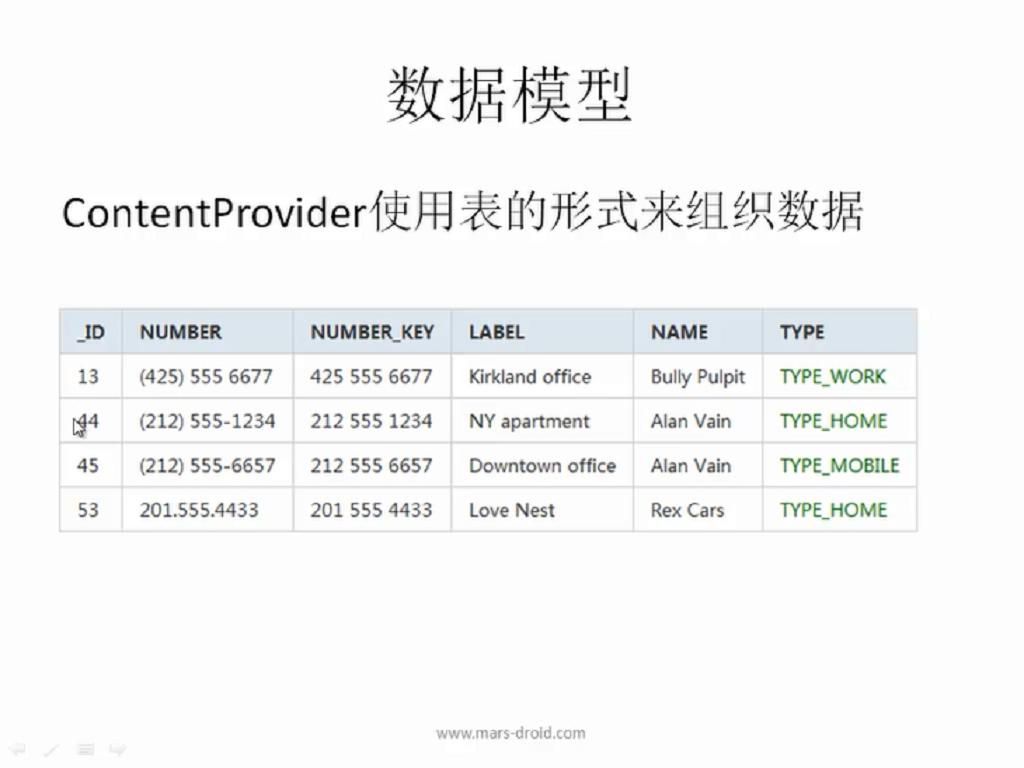 数据模型
ContentProvider使用表的形式来组织数据
_ID NUMBER NUMBER_KEY LABEL NAME TYPE
13 (425) 555 6677 425 555 6677 Kirkland office Bully Pulpit TYPE_WORK
44 (212) 555-1234 212 555 1234 NY apartment Alan Vain TYPE_HOME
45 (212) 555-6657 212 555 6657 Downtown office Alan Vain TYPE_MOBILE
53 201.555.4433 201 555 4433 Love Nest Rex Cars TYPE_HOME
www.mars-droid.com